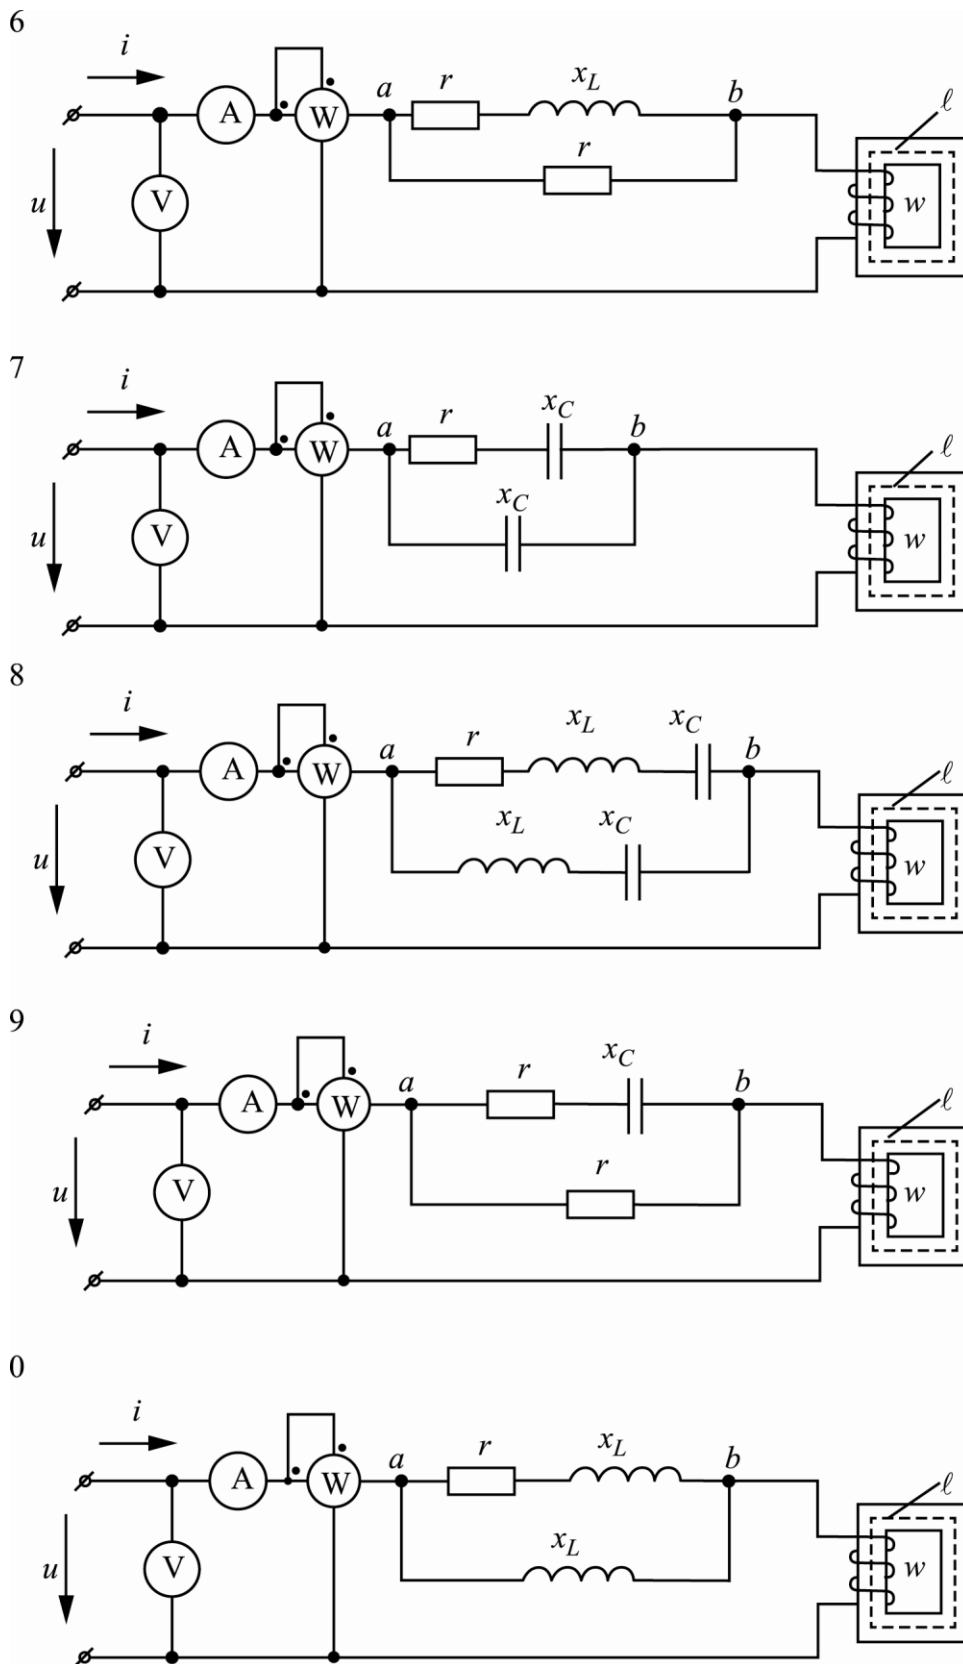 6
i
a r x_L b ℓ
A W
r
u V w
7
i
x_C
a r b ℓ
A W
x_C
u V w
8
i
x_L x_C
a r b
A W ℓ
x_L x_C
u V w
9
i
x_C
a r b ℓ
A W
r
u V w
0
i
a r x_L b
A W ℓ
x_L
u V w